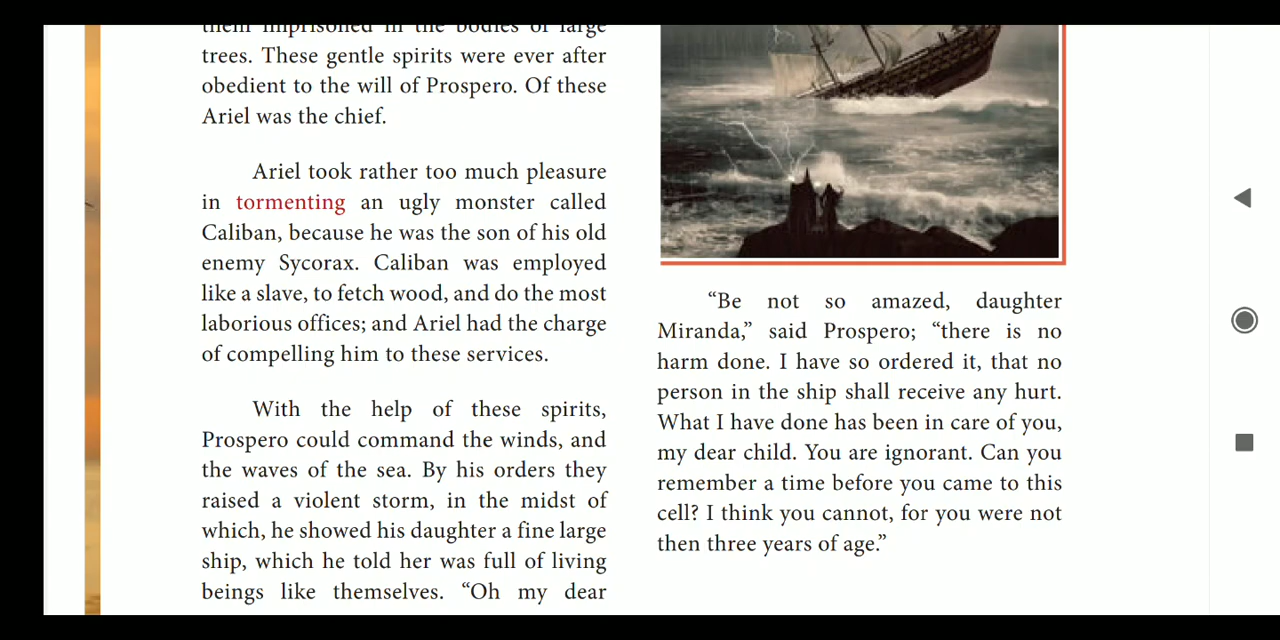 them imprisoned in the bodies of large
trees. These gentle spirits were ever after
obedient to the will of Prospero. Of these
Ariel was the chief.
Ariel took rather too much pleasure
in tormenting an ugly monster called
Caliban, because he was the son of his old
enemy Sycorax. Caliban was employed
like a slave, to fetch wood, and do the most
laborious offices; and Ariel had the charge
of compelling him to these services.
With the help of these spirits,
Prospero could command the winds, and
the waves of the sea. By his orders they
raised a violent storm, in the midst of
which, he showed his daughter a fine large
ship, which he told her was full of living
beings like themselves. “Oh my dear
“Be not so amazed, daughter
Miranda,” said Prospero; “there is no
harm done. I have so ordered it, that no
person in the ship shall receive any hurt.
What I have done has been in care of you,
my dear child. You are ignorant. Can you
remember a time before you came to this
cell? I think you cannot, for you were not
then three years of age.”